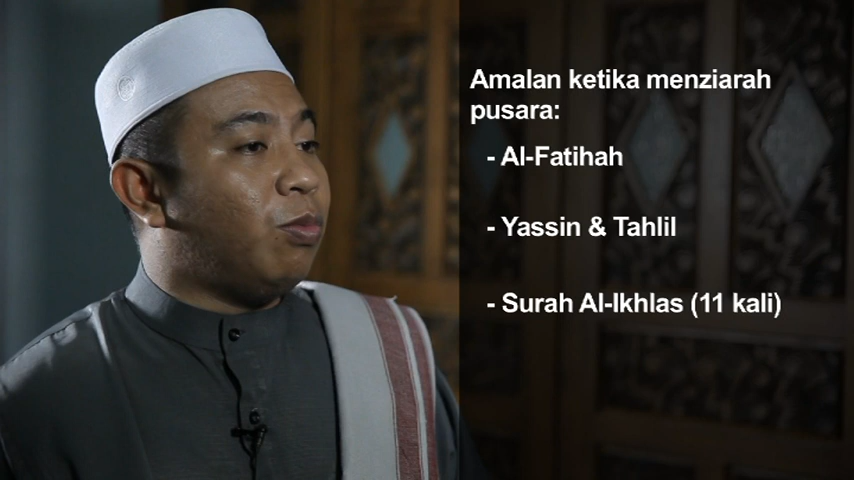 Amalan ketika menziarah
pusara:
- Al-Fatihah
- Yassin & Tahlil
- Surah Al-Ikhlas (11 kali)